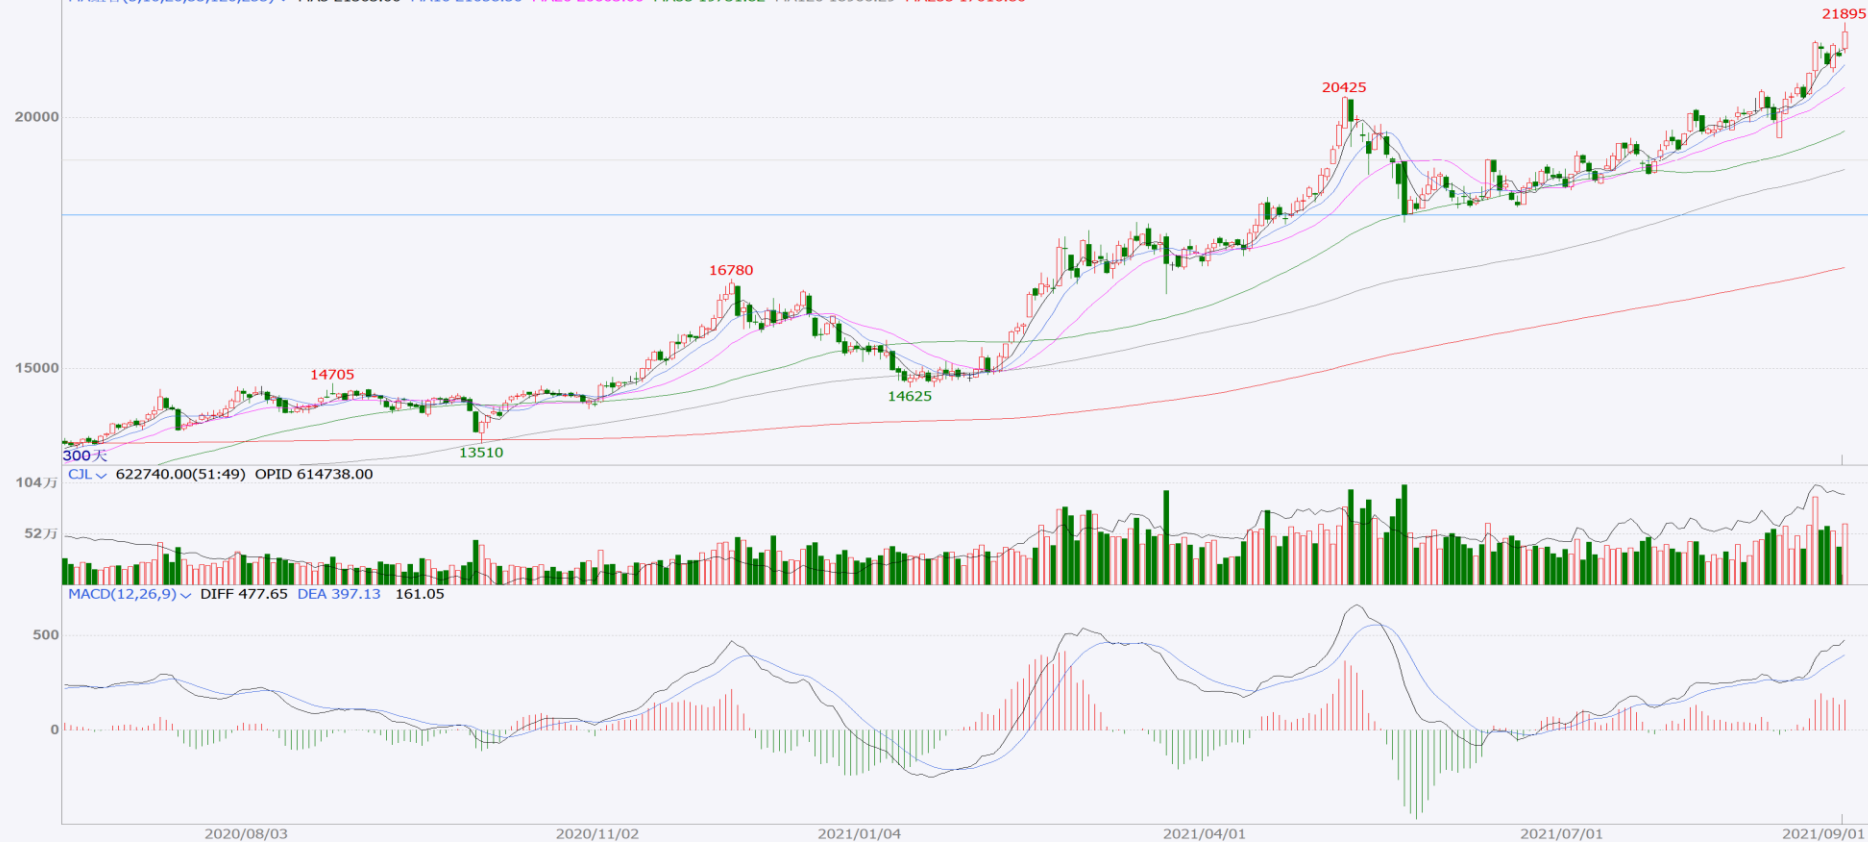 21895
20425
20000
16780
15000
14705
14625
13510
300天
CJL 622740.00(51:49) OPID 614738.00
104万
52万
MACD(12,26,9) DIFF 477.65 DEA 397.13 161.05
500
0
2020/08/03 2020/11/02 2021/01/04 2021/04/01 2021/07/01 2021/09/01